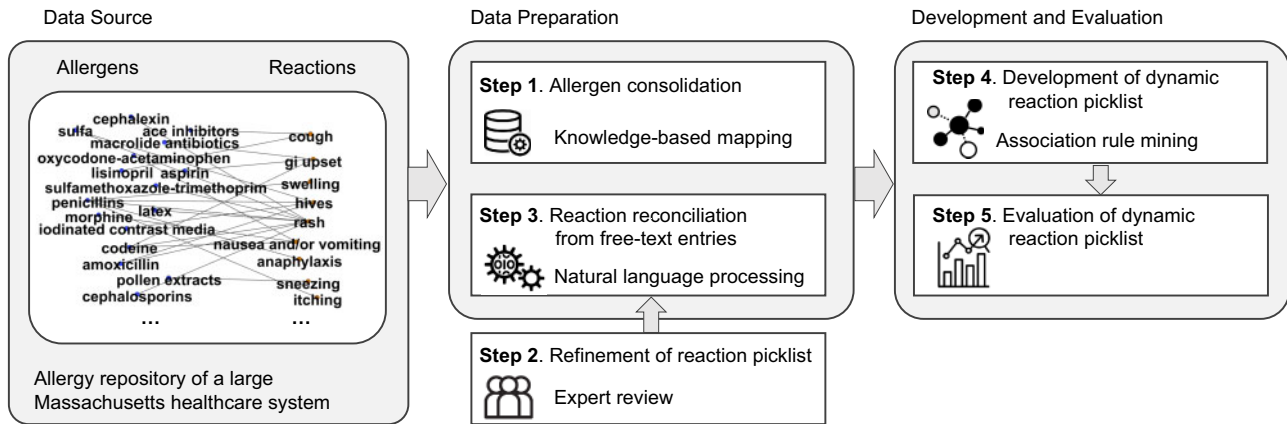 Data Source
Allergens
Reactions
cephalexin
sulfa
ace inhibitors
macrolide antibiotics
oxycodone-acetaminophen
lisinopril
aspirin
sulfamethoxazole-trimethoprim
penicillins
morphine
latex
iodinated contrast media
codeine
amoxicillin
pollen extracts
cephalosporins
...
cough
gi upset
swelling
hives
rash
nausea and/or vomiting
anaphylaxis
sneezing
itching
...
Allergy repository of a large
Massachusetts healthcare system
Data Preparation
Step 1. Allergen consolidation
Knowledge-based mapping
Step 3. Reaction reconciliation
from free-text entries
Natural language processing
Step 2. Refinement of reaction picklist
Expert review
Development and Evaluation
Step 4. Development of dynamic
reaction picklist
Association rule mining
Step 5. Evaluation of dynamic
reaction picklist